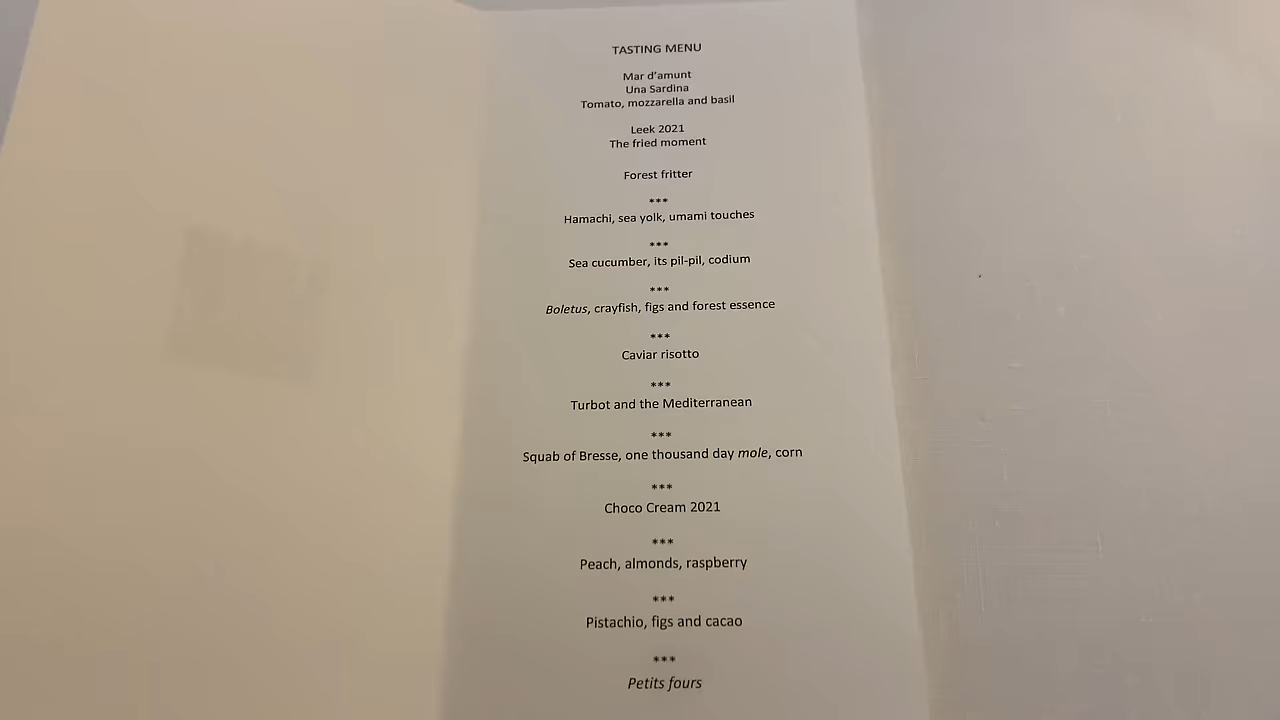 TASTING MENU
Mar d'amunt
Una Sardina
Tomato, mozzarella and basil
Leek 2021
The fried moment
Forest fritter
***
Hamachi, sea yolk, umami touches
***
Sea cucumber, its pil-pil, codium
***
Boletus, crayfish, figs and forest essence
***
Caviar risotto
***
Turbot and the Mediterranean
***
Squab of Bresse, one thousand day mole, corn
***
Choco Cream 2021
***
Peach, almonds, raspberry
***
Pistachio, figs and cacao
***
Petits fours